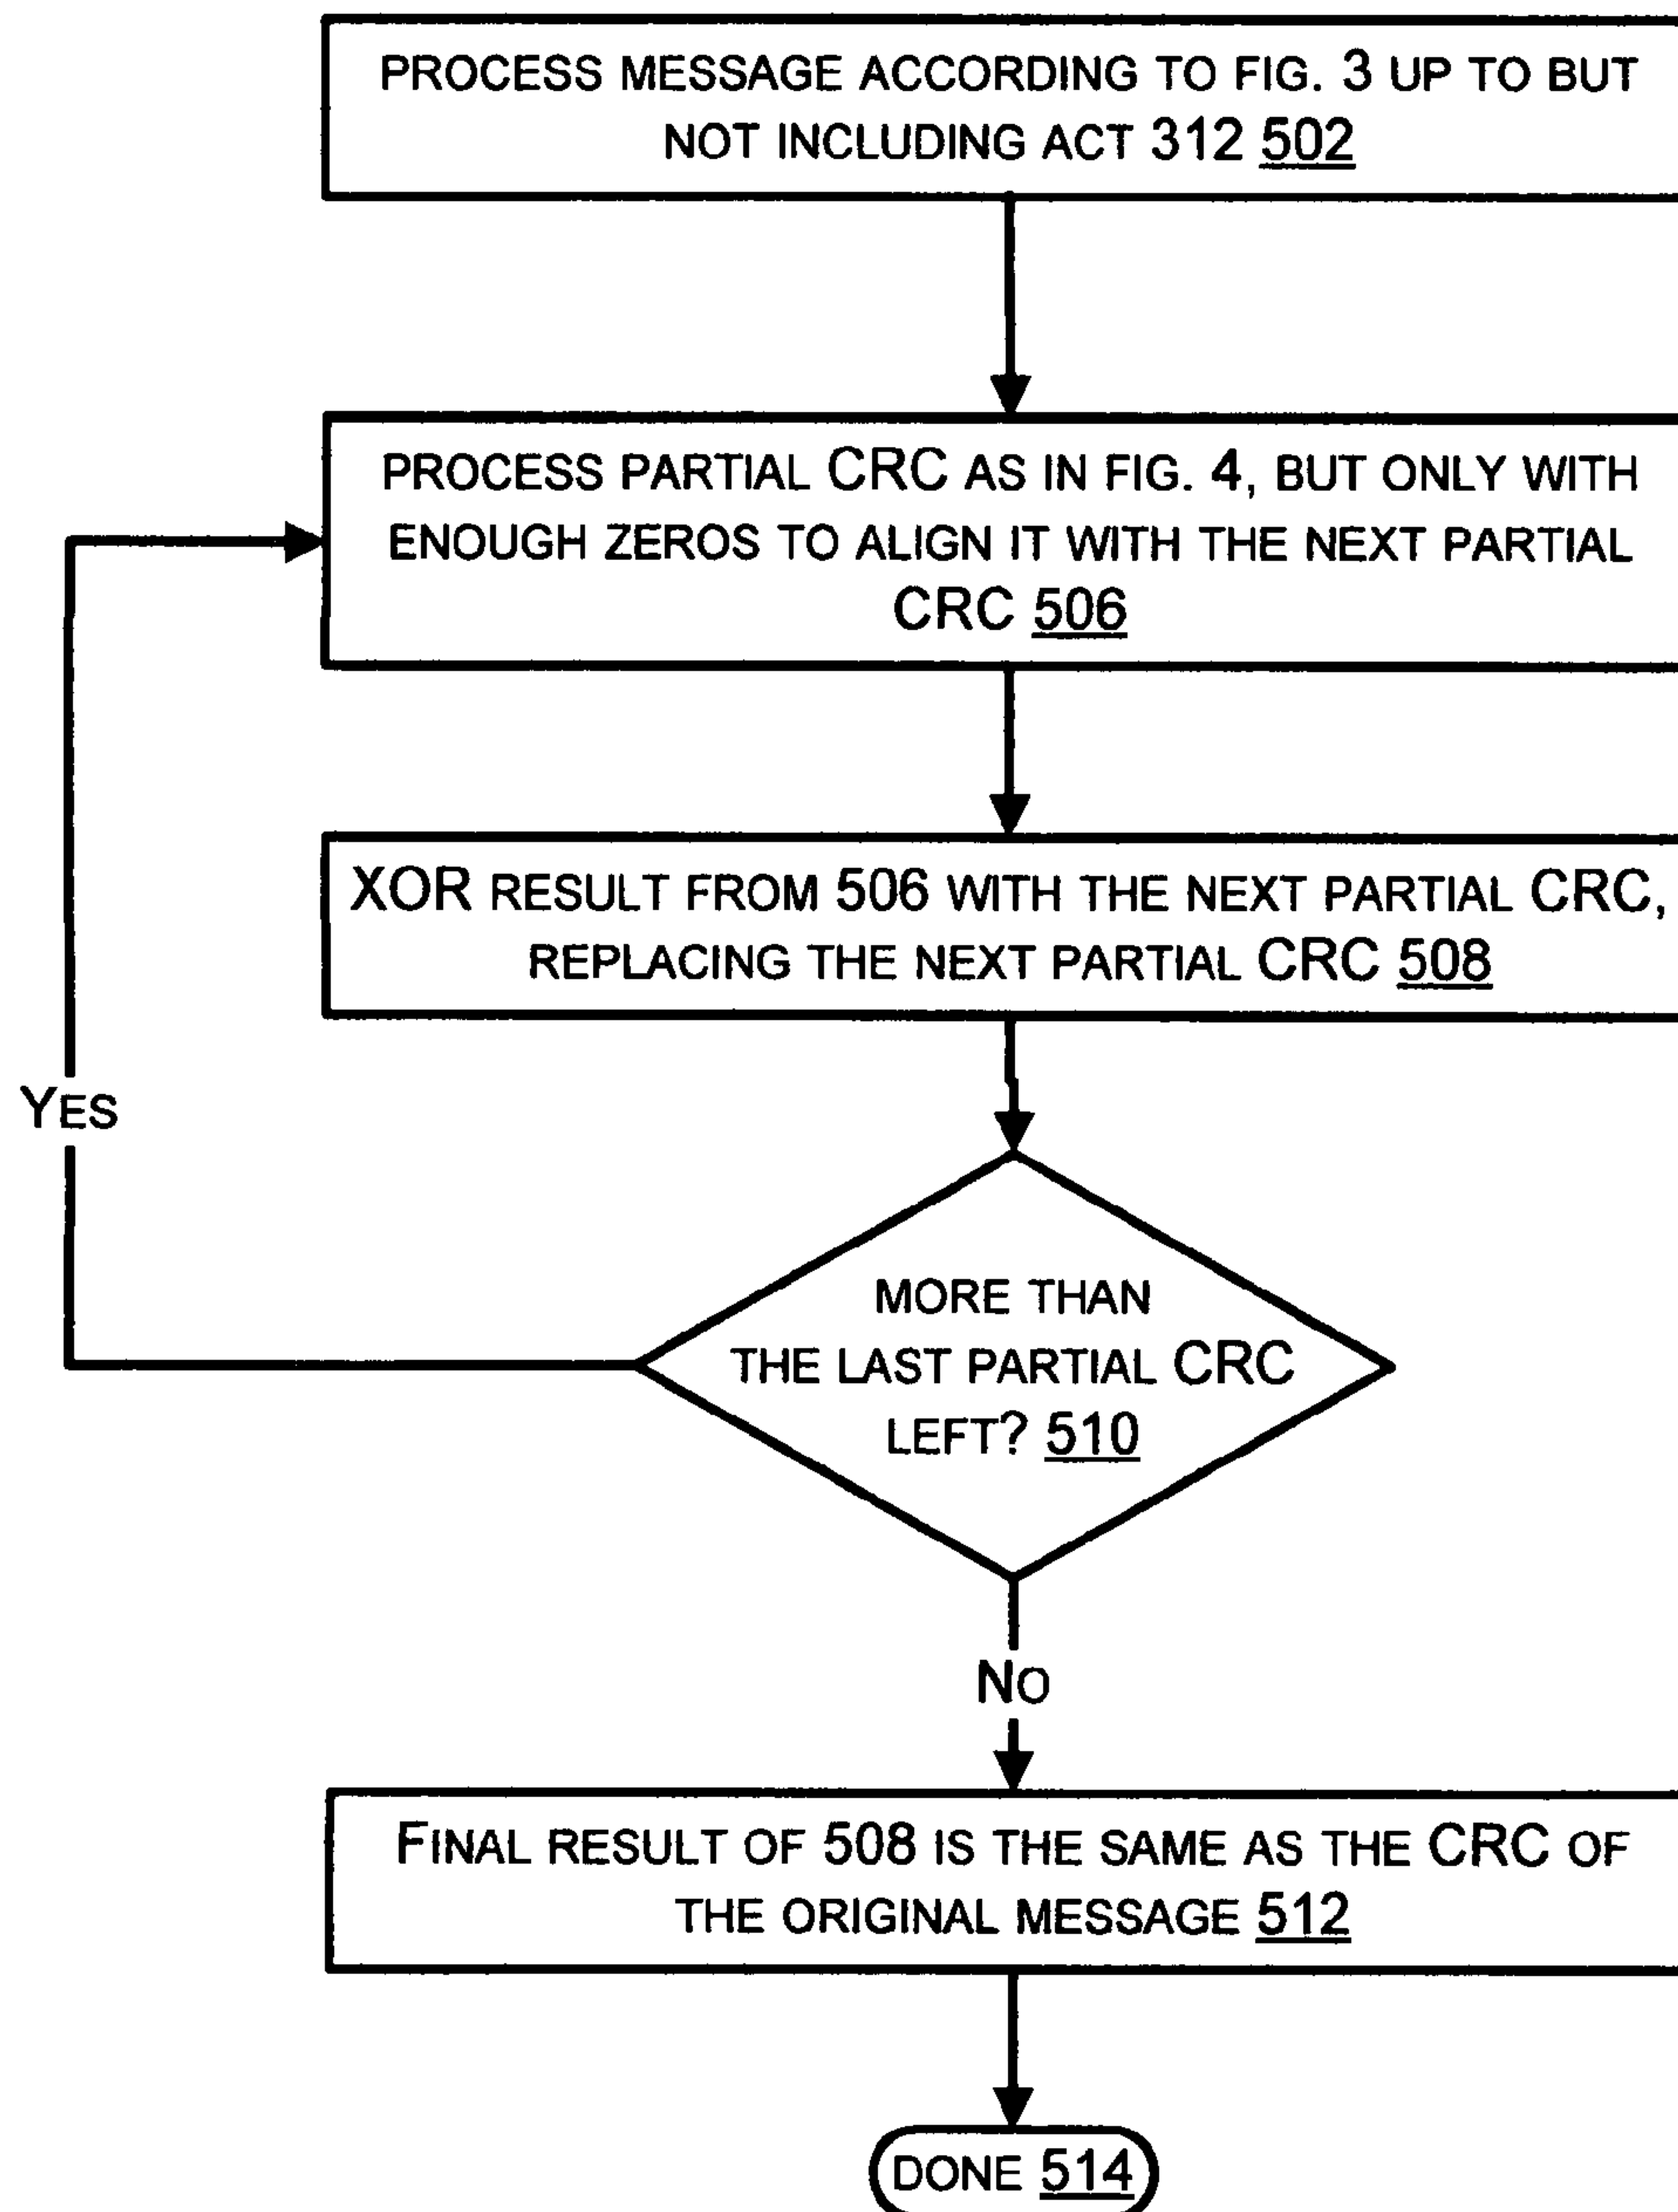 PROCESS MESSAGE ACCORDING TO FIG. 3 UP TO BUT
NOT INCLUDING ACT 312 502
PROCESS PARTIAL CRC AS IN FIG. 4, BUT ONLY WITH
ENOUGH ZEROS TO ALIGN IT WITH THE NEXT PARTIAL
CRC 506
XOR RESULT FROM 506 WITH THE NEXT PARTIAL CRC,
REPLACING THE NEXT PARTIAL CRC 508
YES
MORE THAN
THE LAST PARTIAL CRC
LEFT? 510
NO
FINAL RESULT OF 508 IS THE SAME AS THE CRC OF
THE ORIGINAL MESSAGE 512
DONE 514